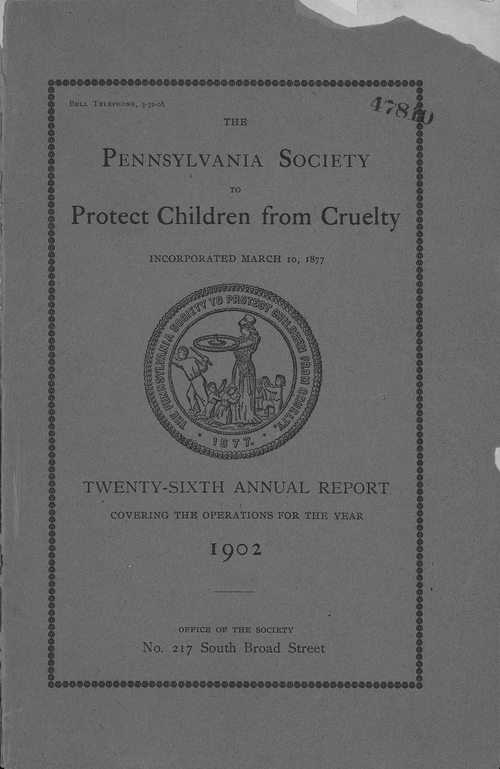 BELL TELEPHONE, 3-32-06
47810
THE
PENNSYLVANIA SOCIETY
TO
Protect Children from Cruelty
INCORPORATED MARCH 10, 1877
THE PENNSYLVANIA SOCIETY TO PROTECT CHILDREN FROM CRUELTY.
· 1877. ·
TWENTY-SIXTH ANNUAL REPORT
COVERING THE OPERATIONS FOR THE YEAR
1902
OFFICE OF THE SOCIETY
No. 217 South Broad Street